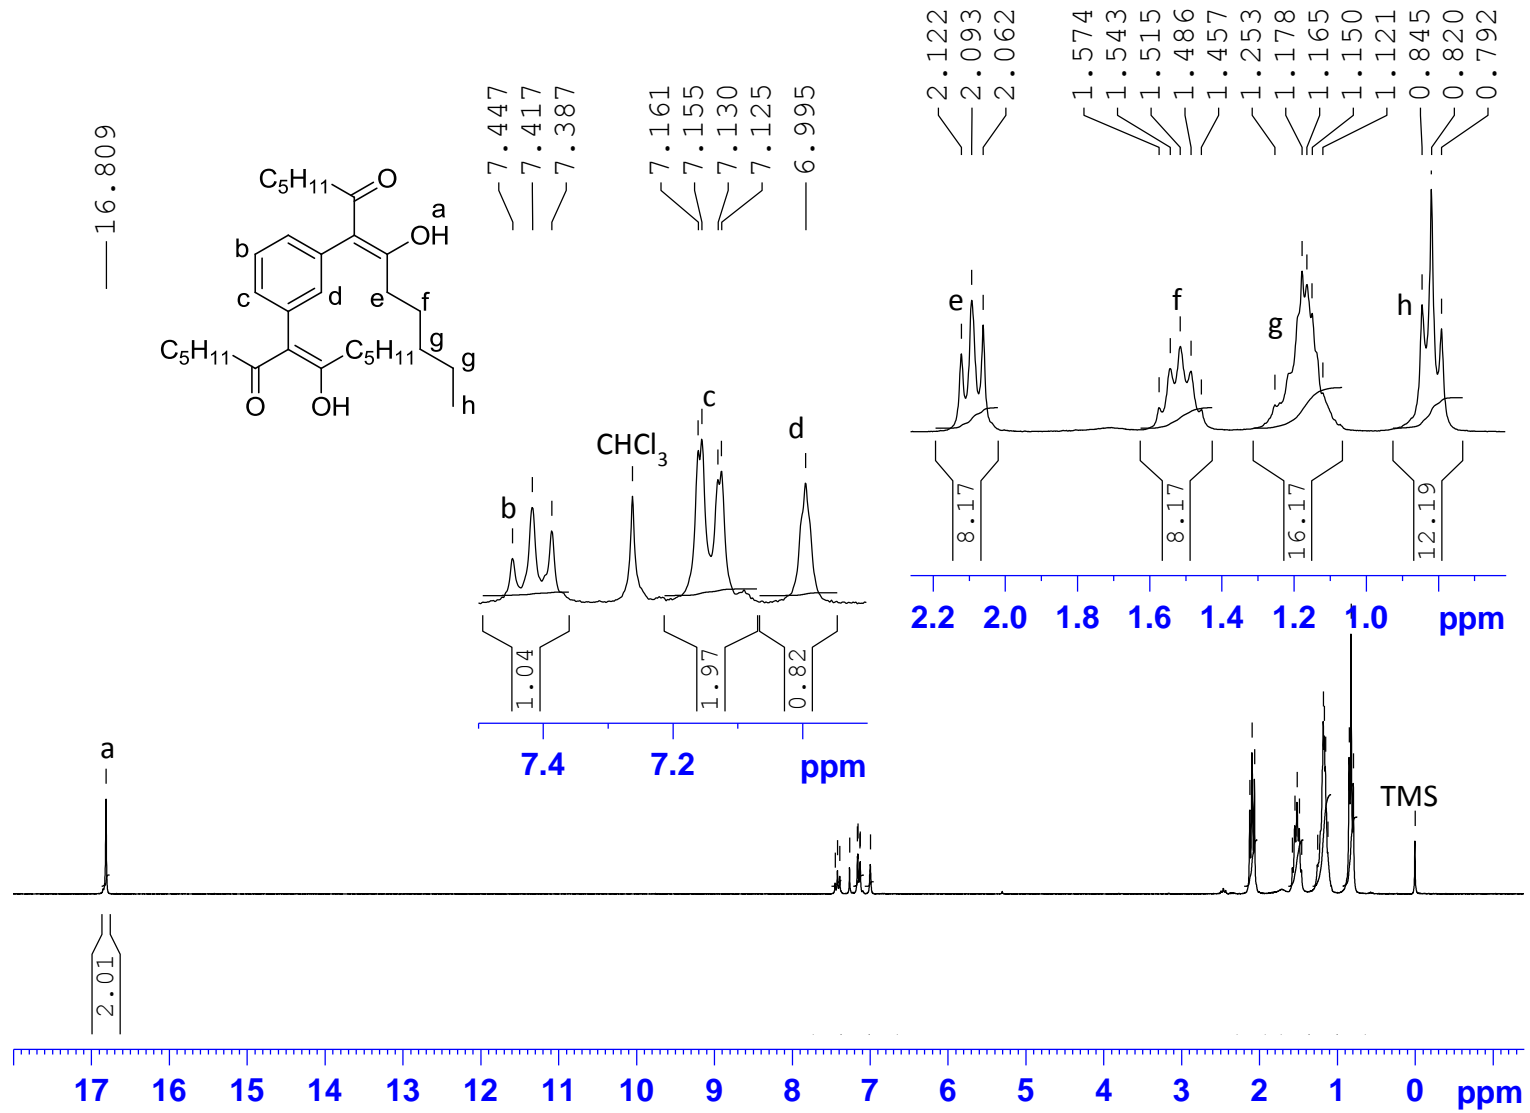 16.809
7.447
7.417
7.387
7.161
7.155
7.130
7.125
6.995
2.122
2.093
2.062
1.574
1.543
1.515
1.486
1.457
1.253
1.178
1.165
1.150
1.121
0.845
0.820
0.792
C5H11 O
a
OH
b
c
d
e
f
g
g
h
C5H11 C5H11
O OH
b
CHCl3
c
d
1.04
1.97
0.82
7.4 7.2 ppm
e
f
g
h
8.17
8.17
16.17
12.19
2.2 2.0 1.8 1.6 1.4 1.2 1.0 ppm
a
TMS
2.01
17 16 15 14 13 12 11 10 9 8 7 6 5 4 3 2 1 0 ppm